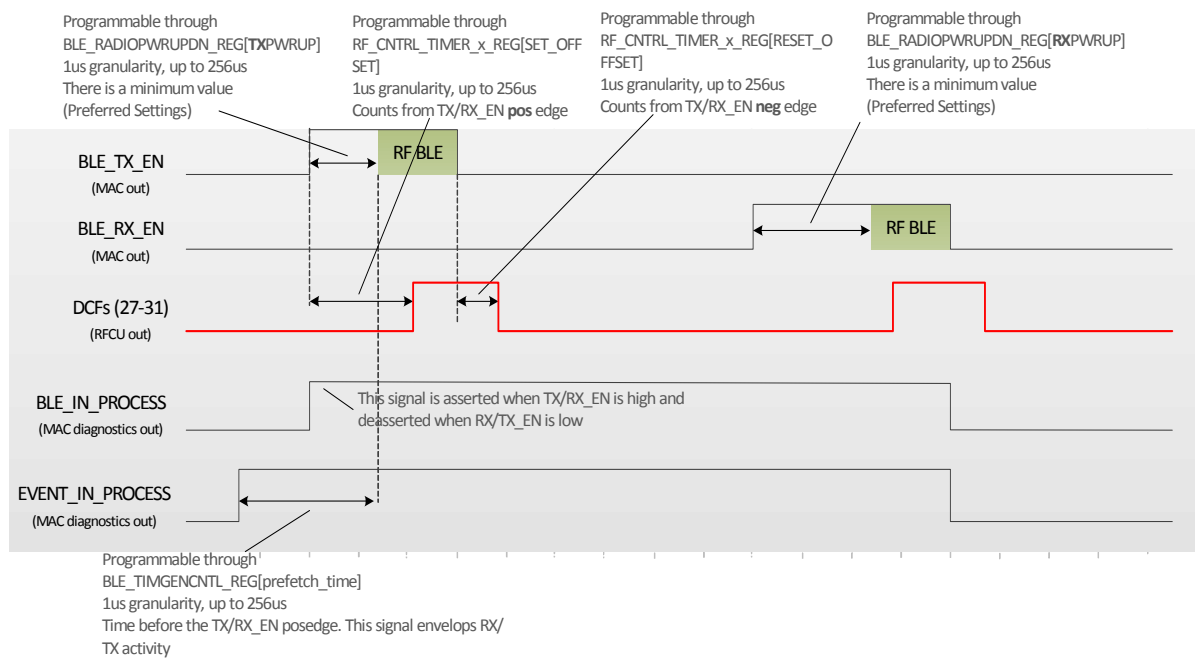 Programmable through
BLE_RADIOPWRUPDN_REG[TXPWRUP]
1us granularity, up to 256us
There is a minimum value
(Preferred Settings)
Programmable through
RF_CNTRL_TIMER_x_REG[SET_OFF
SET]
1us granularity, up to 256us
Counts from TX/RX_EN pos edge
Programmable through
RF_CNTRL_TIMER_x_REG[RESET_O
FFSET]
1us granularity, up to 256us
Counts from TX/RX_EN neg edge
Programmable through
BLE_RADIOPWRUPDN_REG[RXPWRUP]
1us granularity, up to 256us
There is a minimum value
(Preferred Settings)
BLE_TX_EN
(MAC out)
RF BLE
BLE_RX_EN
(MAC out)
RF BLE
DCFs (27-31)
(RFCU out)
BLE_IN_PROCESS
(MAC diagnostics out)
This signal is asserted when TX/RX_EN is high and
deasserted when RX/TX_EN is low
EVENT_IN_PROCESS
(MAC diagnostics out)
Programmable through
BLE_TIMGENCNTL_REG[prefetch_time]
1us granularity, up to 256us
Time before the TX/RX_EN posedge. This signal envelops RX/
TX activity